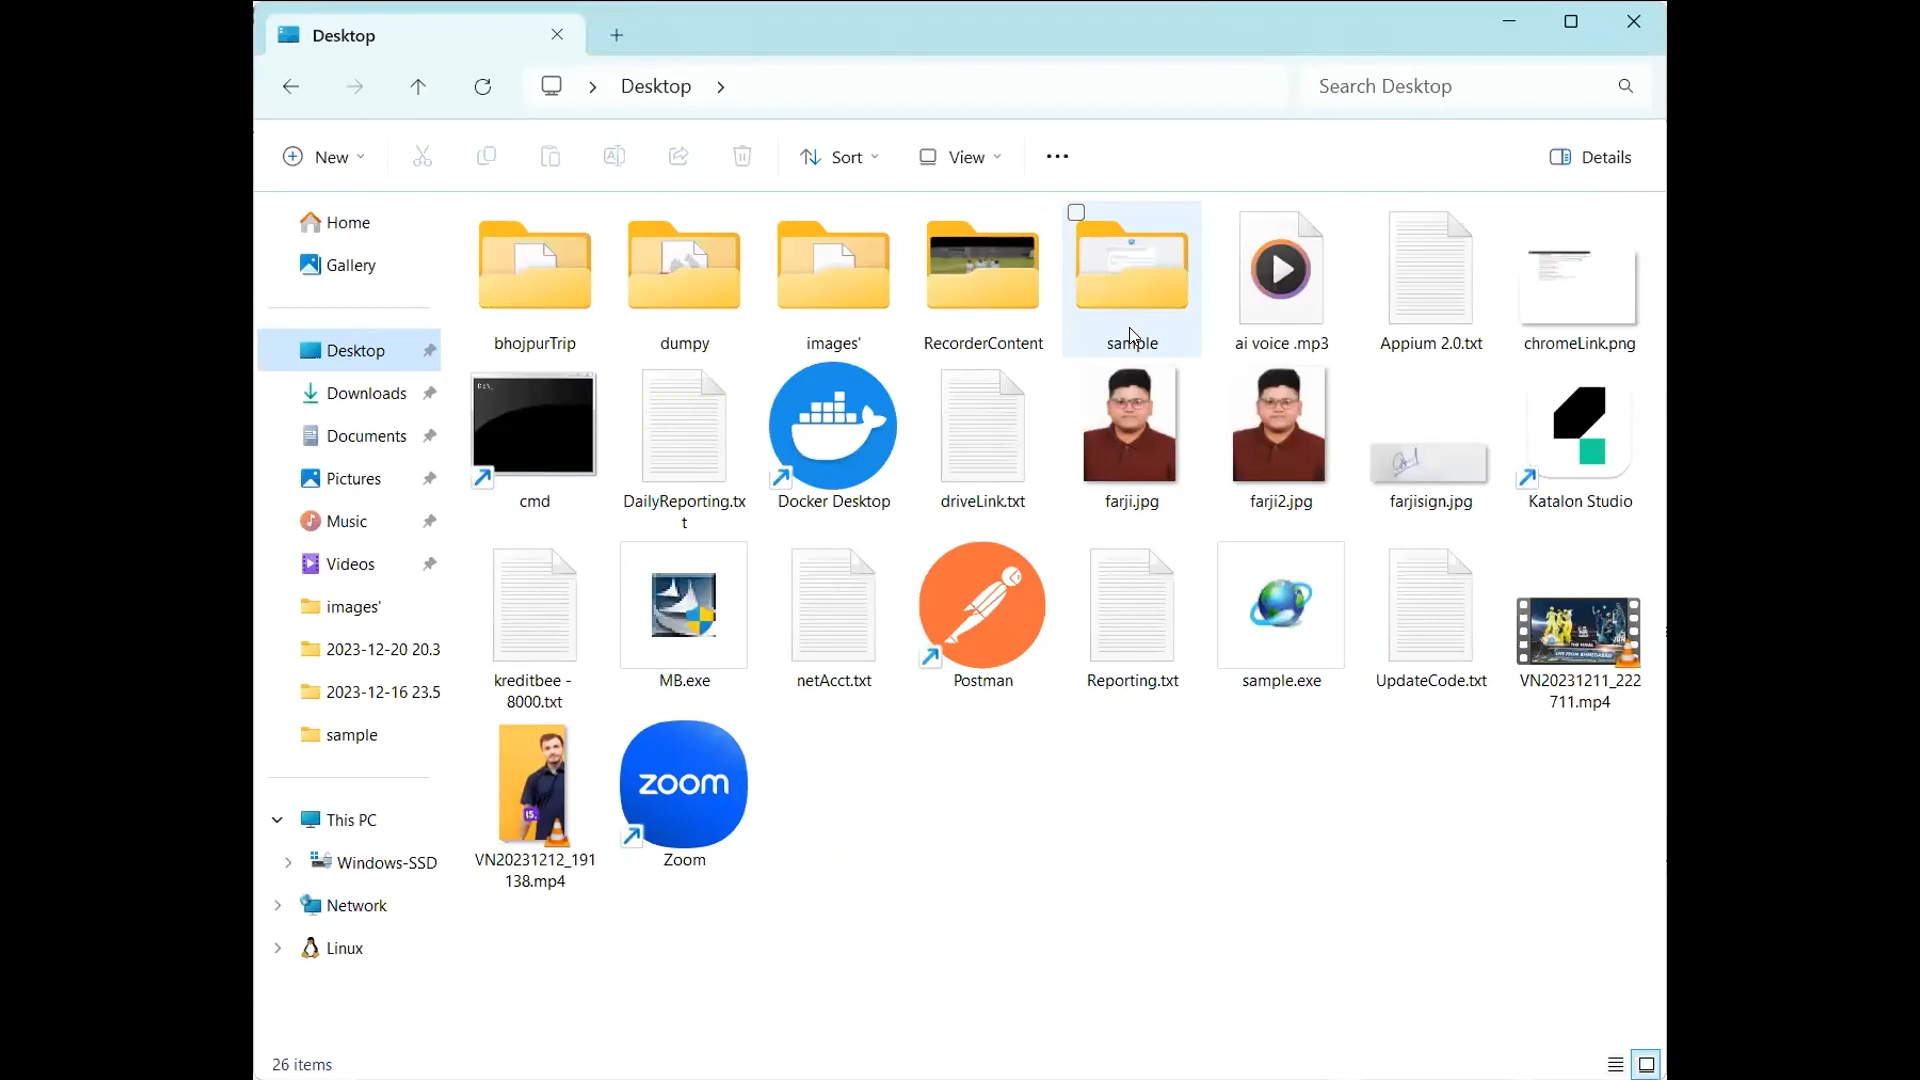 Desktop
Desktop
Search Desktop
New
Sort
View
Details
Home
Gallery
Desktop
Downloads
Documents
Pictures
Music
Videos
images'
2023-12-20 20.3
2023-12-16 23.5
sample
This PC
Windows-SSD
Network
Linux
bhojpurTrip
dumpy
images'
RecorderContent
sample
ai voice .mp3
Appium 2.0.txt
chromeLink.png
cmd
DailyReporting.tx
t
Docker Desktop
driveLink.txt
farji.jpg
farji2.jpg
farjisign.jpg
Katalon Studio
kreditbee -
8000.txt
MB.exe
netAcct.txt
Postman
Reporting.txt
sample.exe
UpdateCode.txt
VN20231211_222
711.mp4
VN20231212_191
138.mp4
zoom
Zoom
26 items